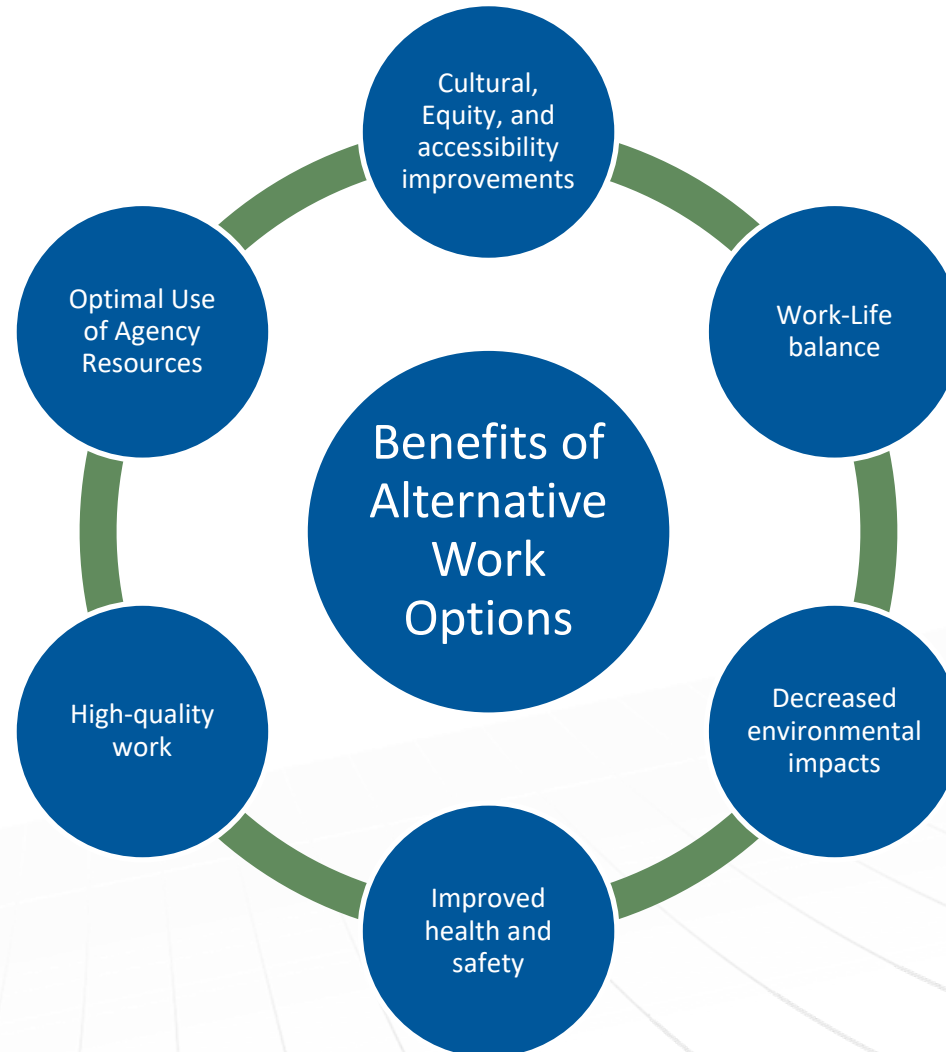 Cultural,
Equity, and
accessibility
improvements
Work-Life
balance
Decreased
environmental
impacts
Improved
health and
safety
High-quality
work
Optimal Use
of Agency
Resources
Benefits of
Alternative
Work
Options